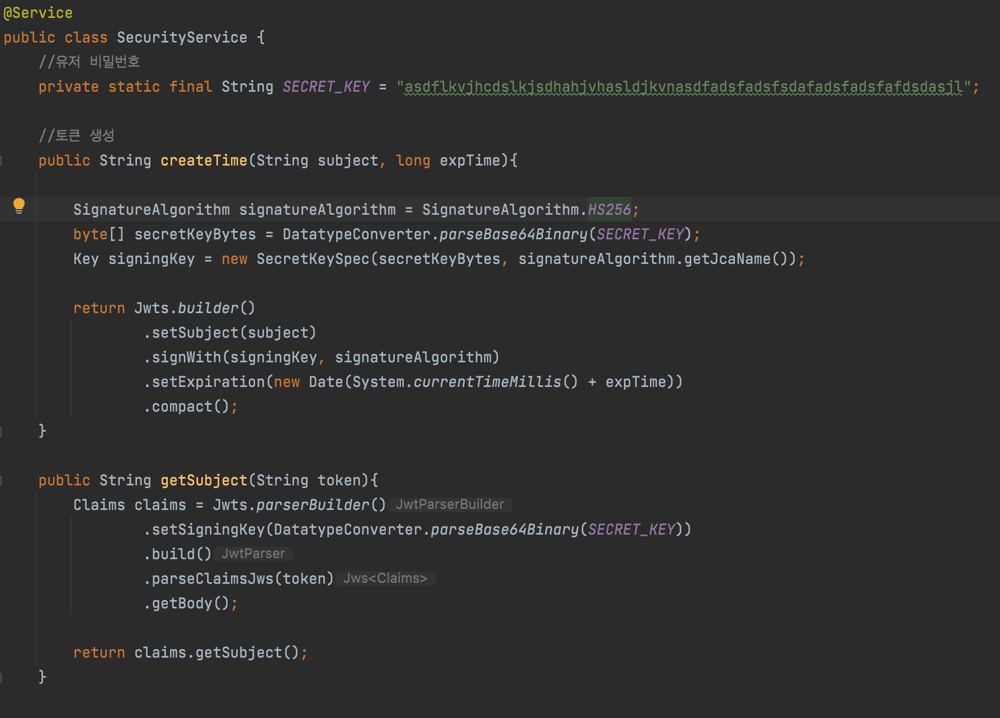 @Service
public class SecurityService {
//유저 비밀번호
private static final String SECRET_KEY = "asdflkvjhcdslkjsdhahjvhasldjkvnasdfadsfadsfsdafadsfadsfafdsdasjl";
//토큰 생성
public String createTime(String subject, long expTime){
SignatureAlgorithm signatureAlgorithm = SignatureAlgorithm.HS256;
byte[] secretKeyBytes = DatatypeConverter.parseBase64Binary(SECRET_KEY);
Key signingKey = new SecretKeySpec(secretKeyBytes, signatureAlgorithm.getJcaName());
return Jwts.builder()
.setSubject(subject)
.signWith(signingKey, signatureAlgorithm)
.setExpiration(new Date(System.currentTimeMillis() + expTime))
.compact();
}
public String getSubject(String token){
Claims claims = Jwts.parserBuilder() JwtParserBuilder
.setSigningKey(DatatypeConverter.parseBase64Binary(SECRET_KEY))
.build() JwtParser
.parseClaimsJws(token) Jws<Claims>
.getBody();
return claims.getSubject();
}